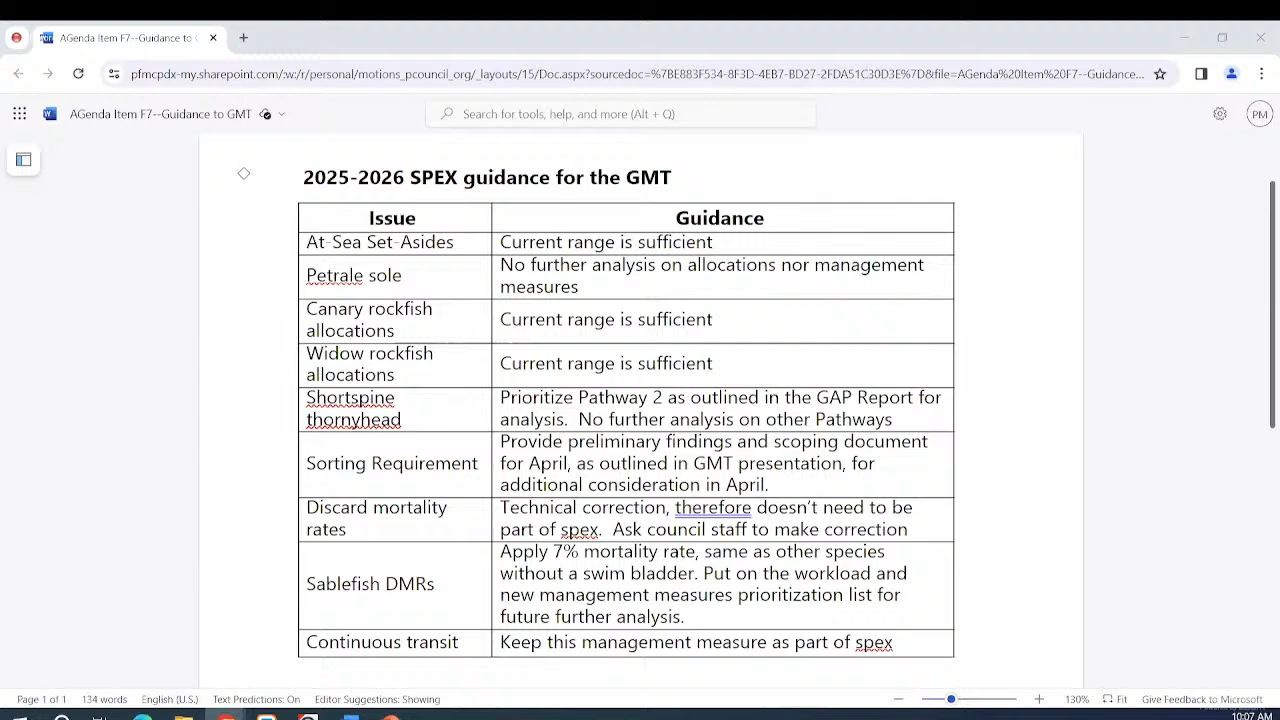 AGenda Item F7--Guidance to
pfmcpdx-my.sharepoint.com/:w:/r/personal/motions_pcouncil_org/_layouts/15/Doc.aspx?sourcedoc=%7BE883F534-8F3D-4EB7-BD27-2FDA51C30D3E%7D&file=AGenda%20Item%20F7--Guidance...
AGenda Item F7--Guidance to GMT
Search for tools, help, and more (Alt + Q)
PM
2025-2026 SPEX guidance for the GMT
Issue Guidance
At-Sea Set-Asides Current range is sufficient
Petrale sole No further analysis on allocations nor management
measures
Canary rockfish
allocations Current range is sufficient
Widow rockfish
allocations Current range is sufficient
Shortspine
thornyhead Prioritize Pathway 2 as outlined in the GAP Report for
analysis. No further analysis on other Pathways
Sorting Requirement Provide preliminary findings and scoping document
for April, as outlined in GMT presentation, for
additional consideration in April.
Discard mortality
rates Technical correction, therefore doesn't need to be
part of spex. Ask council staff to make correction
Sablefish DMRs Apply 7% mortality rate, same as other species
without a swim bladder. Put on the workload and
new management measures prioritization list for
future further analysis.
Continuous transit Keep this management measure as part of spex
Page 1 of 1 134 words English (U.S.) Text Predictions: On Editor Suggestions: Showing 130% Fit Give Feedback to Microsoft
10:07 AM